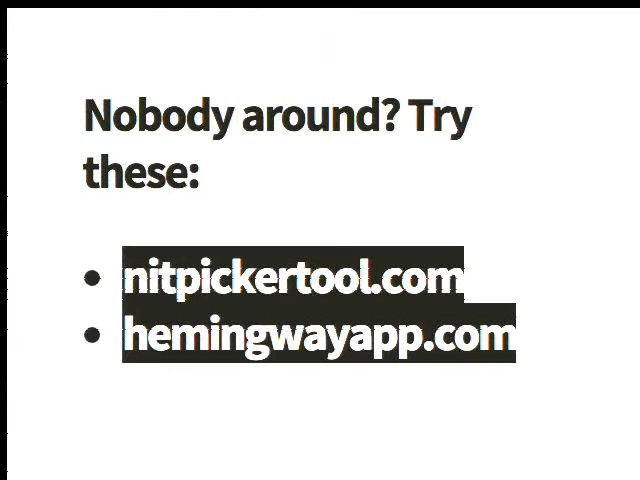 Nobody around? Try
these:
nitpickertool.com
hemingwayapp.com